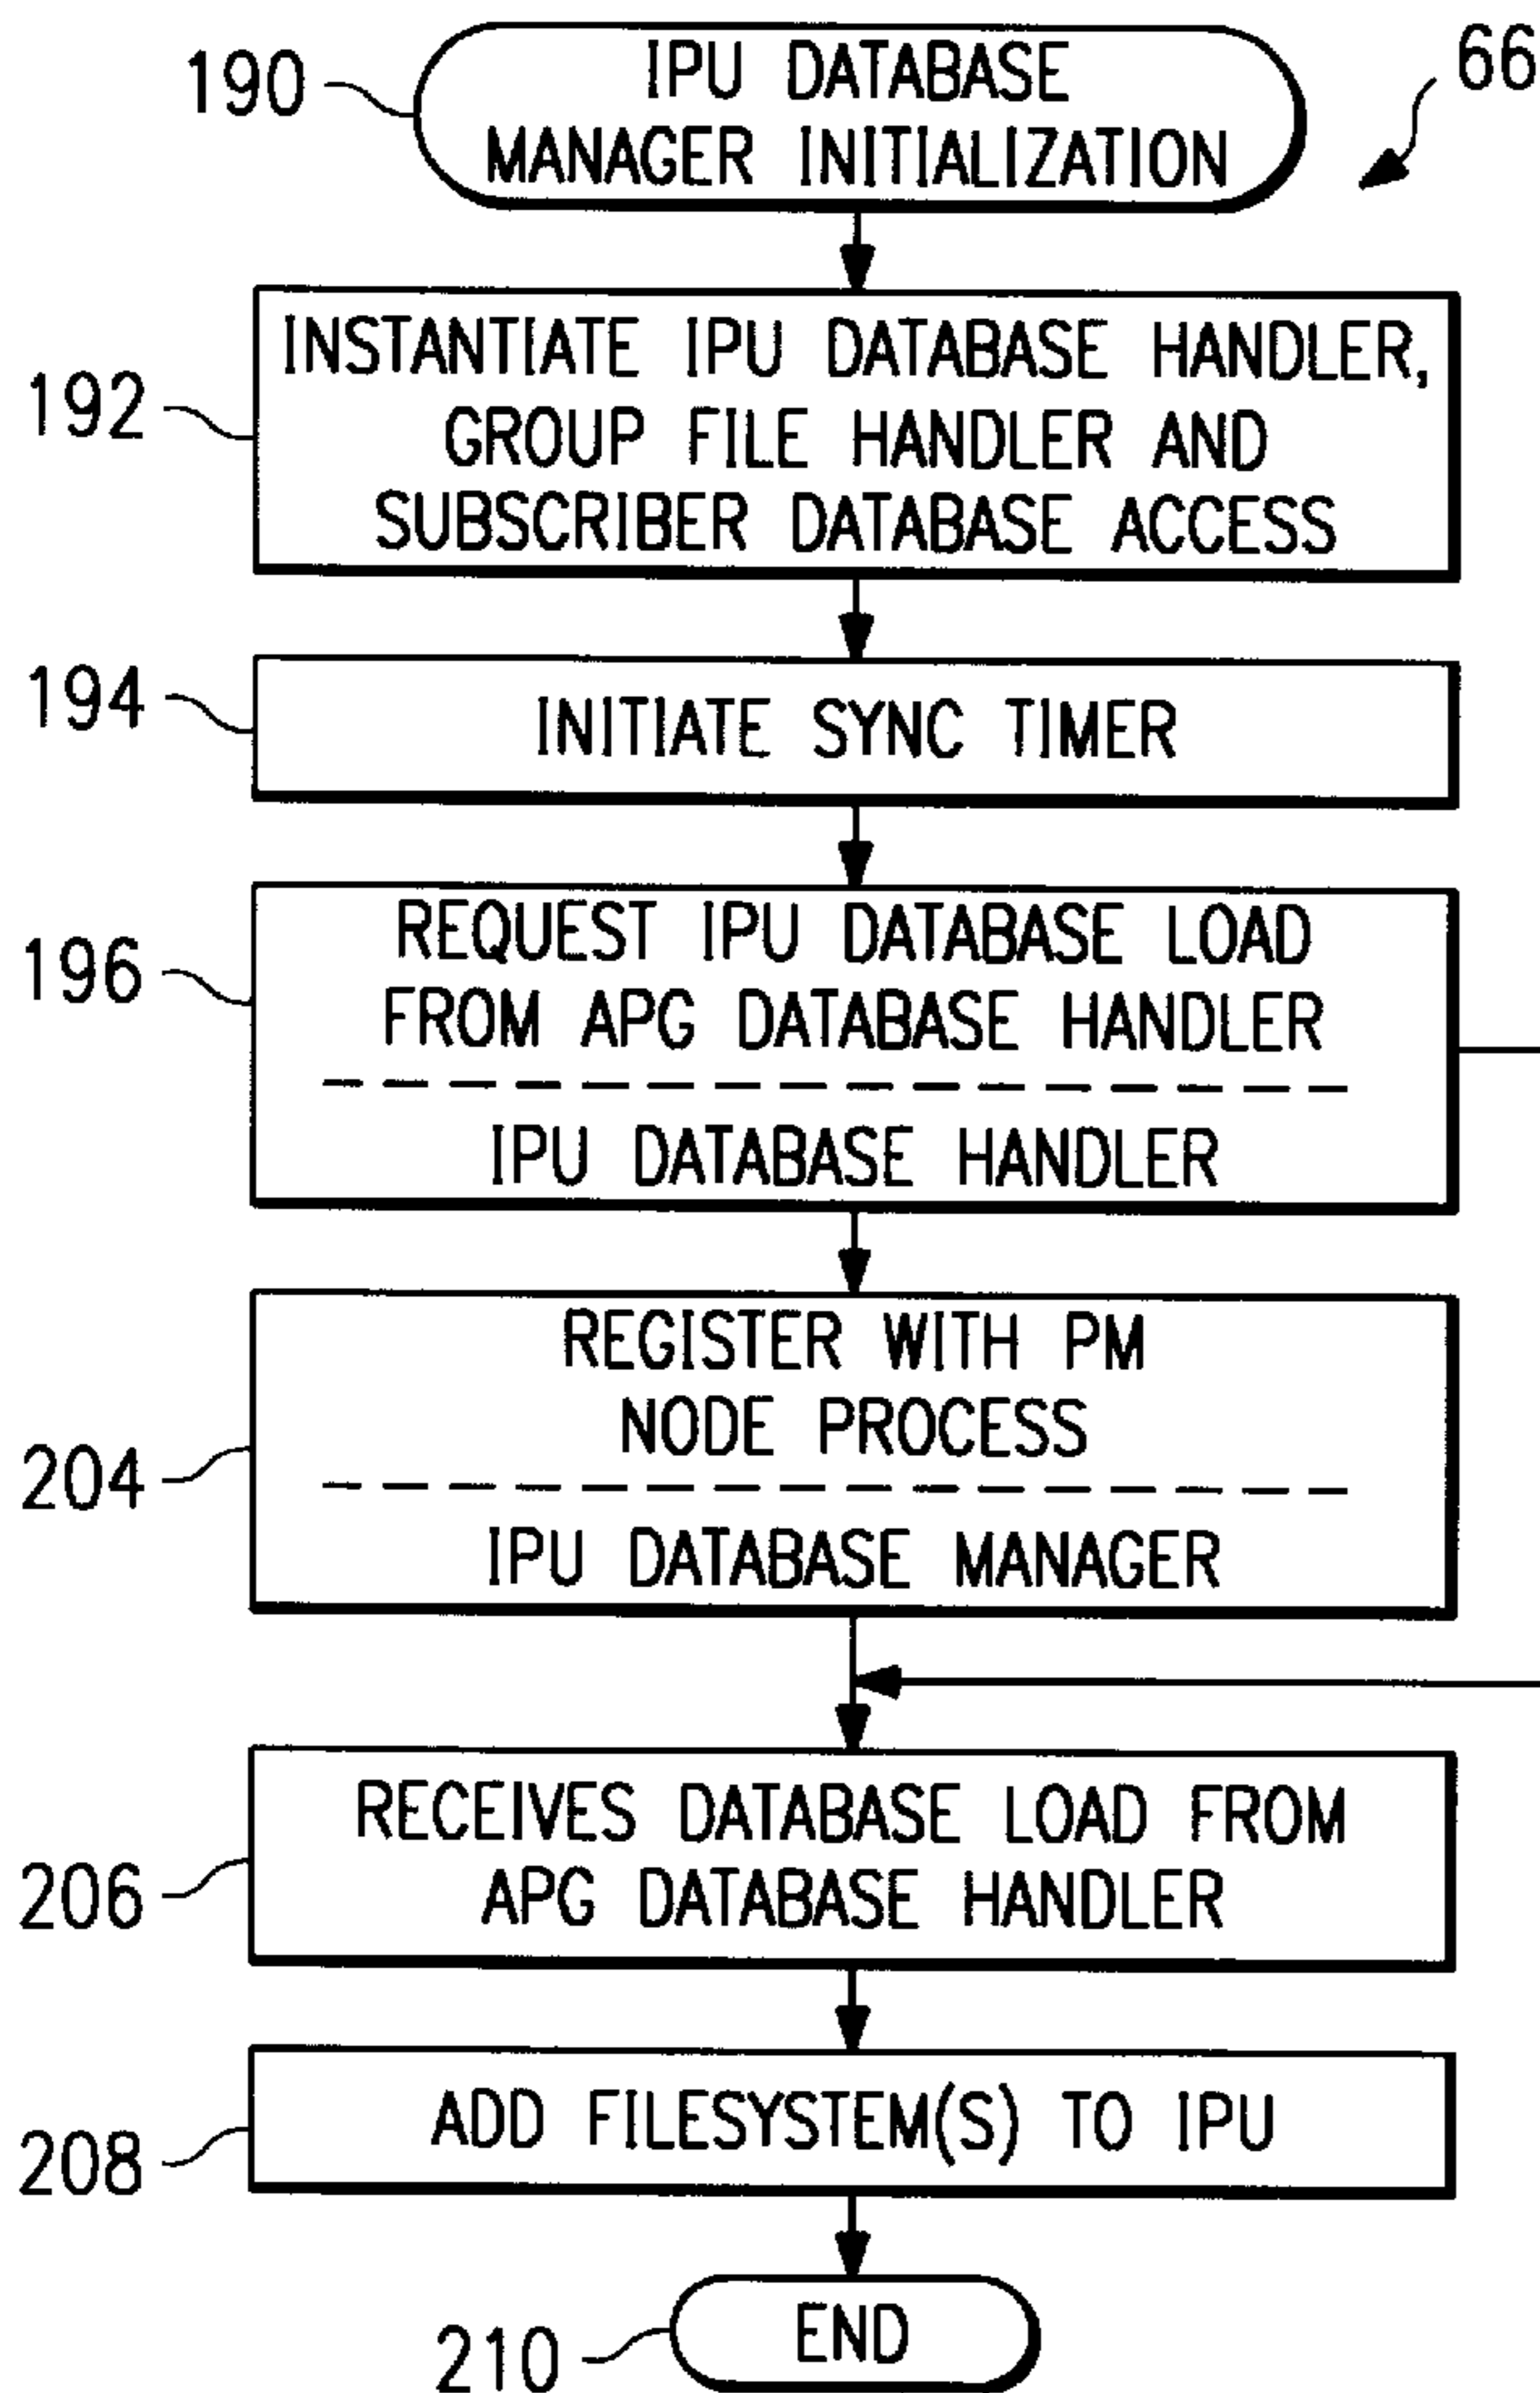 190
IPU DATABASE
MANAGER INITIALIZATION
66
192
INSTANTIATE IPU DATABASE HANDLER,
GROUP FILE HANDLER AND
SUBSCRIBER DATABASE ACCESS
194
INITIATE SYNC TIMER
196
REQUEST IPU DATABASE LOAD
FROM APG DATABASE HANDLER
IPU DATABASE HANDLER
204
REGISTER WITH PM
NODE PROCESS
IPU DATABASE MANAGER
206
RECEIVES DATABASE LOAD FROM
APG DATABASE HANDLER
208
ADD FILESYSTEM(S) TO IPU
210
END